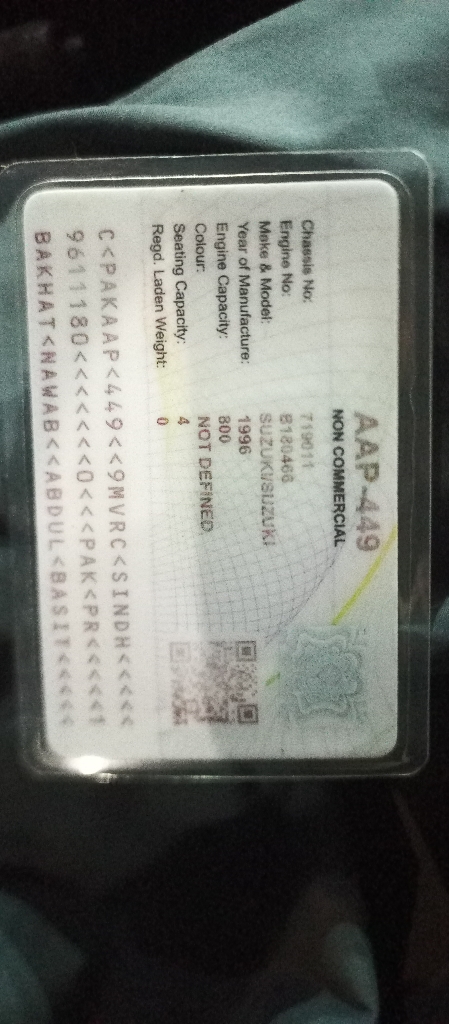 AAP-449
NON COMMERCIAL
Chassis No: 719011
Engine No: B180466
Make & Model: SUZUKI/SUZUKI
Year of Manufacture: 1996
Engine Capacity: 800
Colour: NOT DEFINED
Seating Capacity: 4
Regd. Laden Weight: 0
C<PAKAAP<449<<9MVRC<SINDH<<<<<
9611180<<<<<<<0<<<PAK<PR<<<<<1
BAKHAT<NAWAB<<ABDUL<BASIT<<<<<